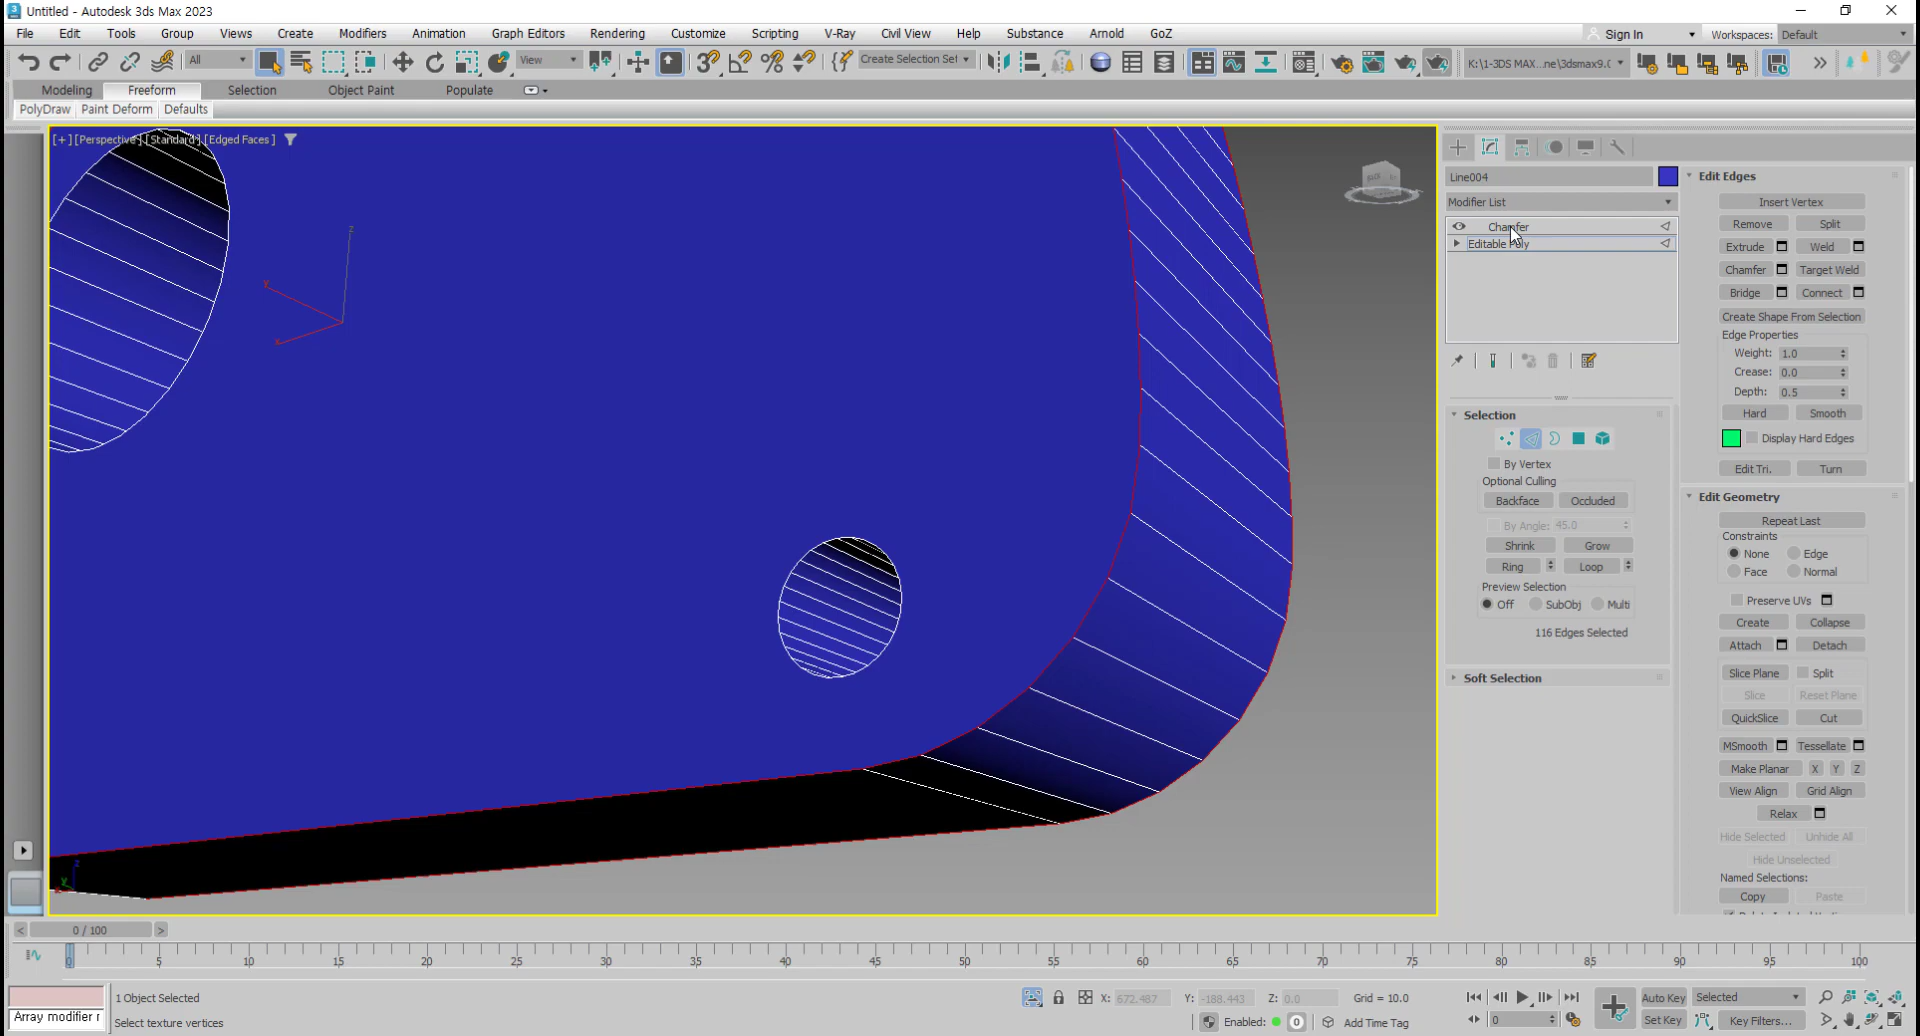 Untitled - Autodesk 3ds Max 2023
File Edit Tools Group Views Create Modifiers Animation Graph Editors Rendering Customize Scripting V-Ray Civil View Help Substance Arnold GoZ Sign In Workspaces: Default
All View Create Selection Set K:\1-3DS MAX...ne\3dsmax9.(
Modeling Freeform Selection Object Paint Populate
PolyDraw Paint Deform Defaults
[+] [Perspective] [Standard] [Edged Faces]
Line004
Modifier List
Chamfer
Editable Poly
Selection
By Vertex
Optional Culling
Backface Occluded
By Angle: 45.0
Shrink Grow
Ring Loop
Preview Selection
Off SubObj Multi
116 Edges Selected
Soft Selection
Edit Edges
Insert Vertex
Remove Split
Extrude Weld
Chamfer Target Weld
Bridge Connect
Create Shape From Selection
Edge Properties
Weight: 1.0
Crease: 0.0
Depth: 0.5
Hard Smooth
Display Hard Edges
Edit Tri. Turn
Edit Geometry
Repeat Last
Constraints
None Edge
Face Normal
Preserve UVs
Create Collapse
Attach Detach
Slice Plane Split
Slice Reset Plane
QuickSlice Cut
MSmooth Tessellate
Make Planar X Y Z
View Align Grid Align
Relax
Hide Selected Unhide All
Hide Unselected
Named Selections:
Copy Paste
z
y
x
z
y
x
< 0 / 100 >
0 5 10 15 20 25 30 35 40 45 50 55 60 65 70 75 80 85 90 95 100
1 Object Selected X: 672.487 Y: -188.443 Z: 0.0 Grid = 10.0 Auto Key Selected
Array modifier r Select texture vertices Enabled: 0 Add Time Tag 0 Set Key Key Filters...